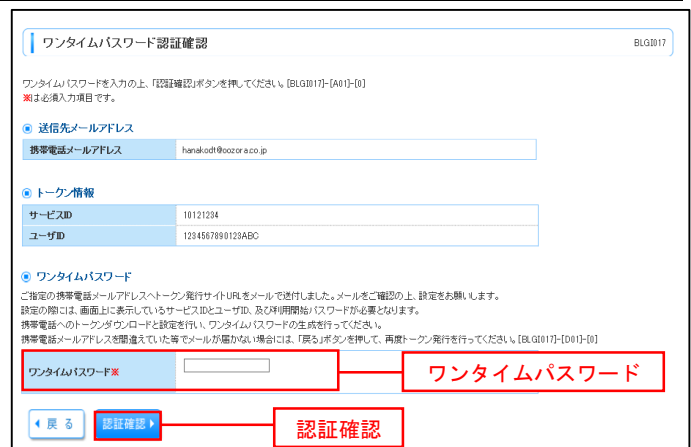 ワンタイムパスワード認証確認
BLGI017
ワンタイムパスワードを入力の上、「認証確認」ボタンを押してください。[BLGI017]-[A01]-[0]
※は必須入力項目です。
送信先メールアドレス
携帯電話メールアドレス hanakodt@oozora.co.jp
トークン情報
サービスID 10121234
ユーザID 1234567890123ABC
ワンタイムパスワード
ご指定の携帯電話メールアドレスへトークン発行サイトURLをメールで送付しました。メールをご確認の上、設定をお願いします。
設定の際には、画面上に表示しているサービスIDとユーザID、及び利用開始パスワードが必要となります。
携帯電話へのトークンダウンロードと設定を行い、ワンタイムパスワードの生成を行ってください。
携帯電話メールアドレスを間違えていた等でメールが届かない場合には、「戻る」ボタンを押して、再度トークン発行を行ってください。[BLGI017]-[D01]-[0]
ワンタイムパスワード※
ワンタイムパスワード
戻る
認証確認
認証確認